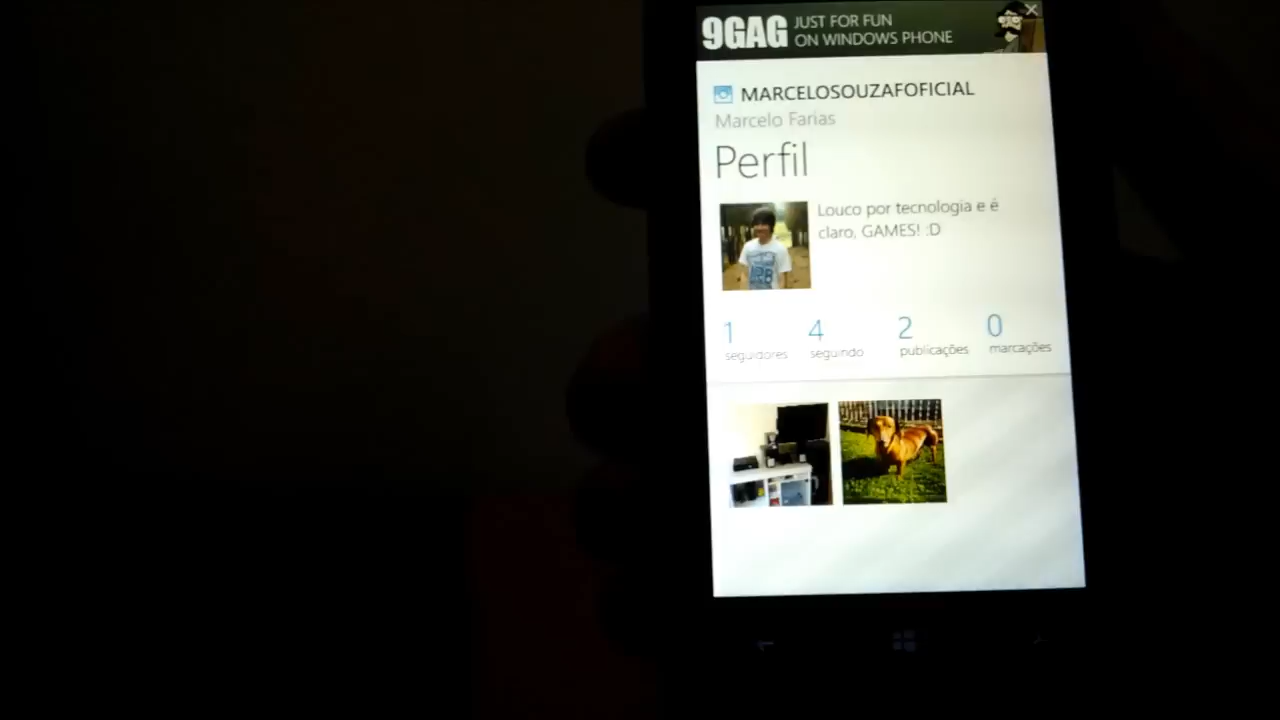 9GAG JUST FOR FUN
ON WINDOWS PHONE
MARCELOSOUZAFOFICIAL
Marcelo Farias
Perfil
Louco por tecnologia e é
claro, GAMES! :D
1 4 2 0
seguidores seguindo publicações marcações